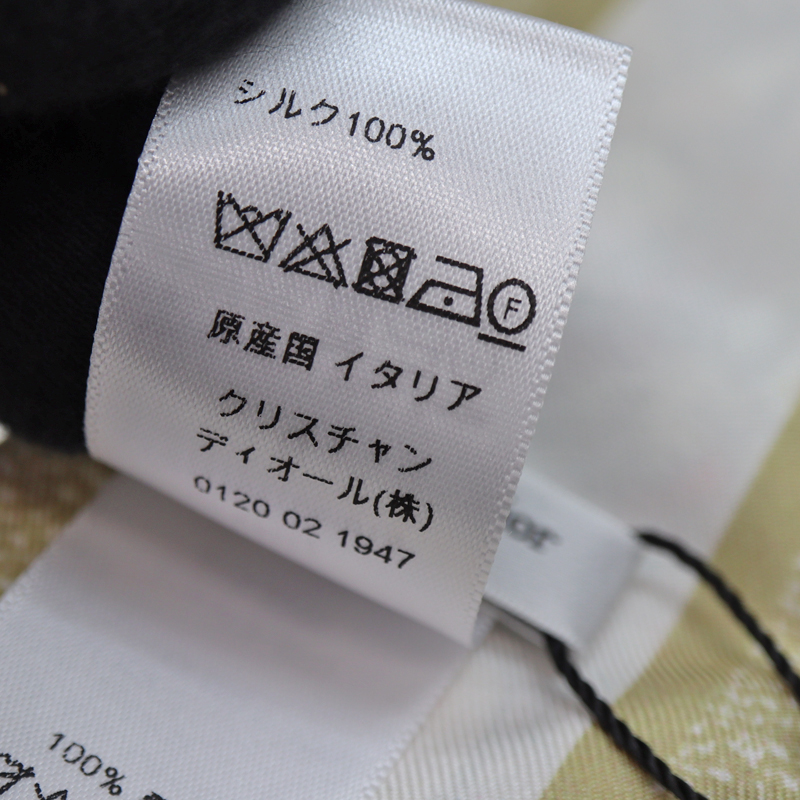 シルク100%
F
原産国 イタリア
クリスチャン
ディオール(株)
0120 02 1947
or
100%